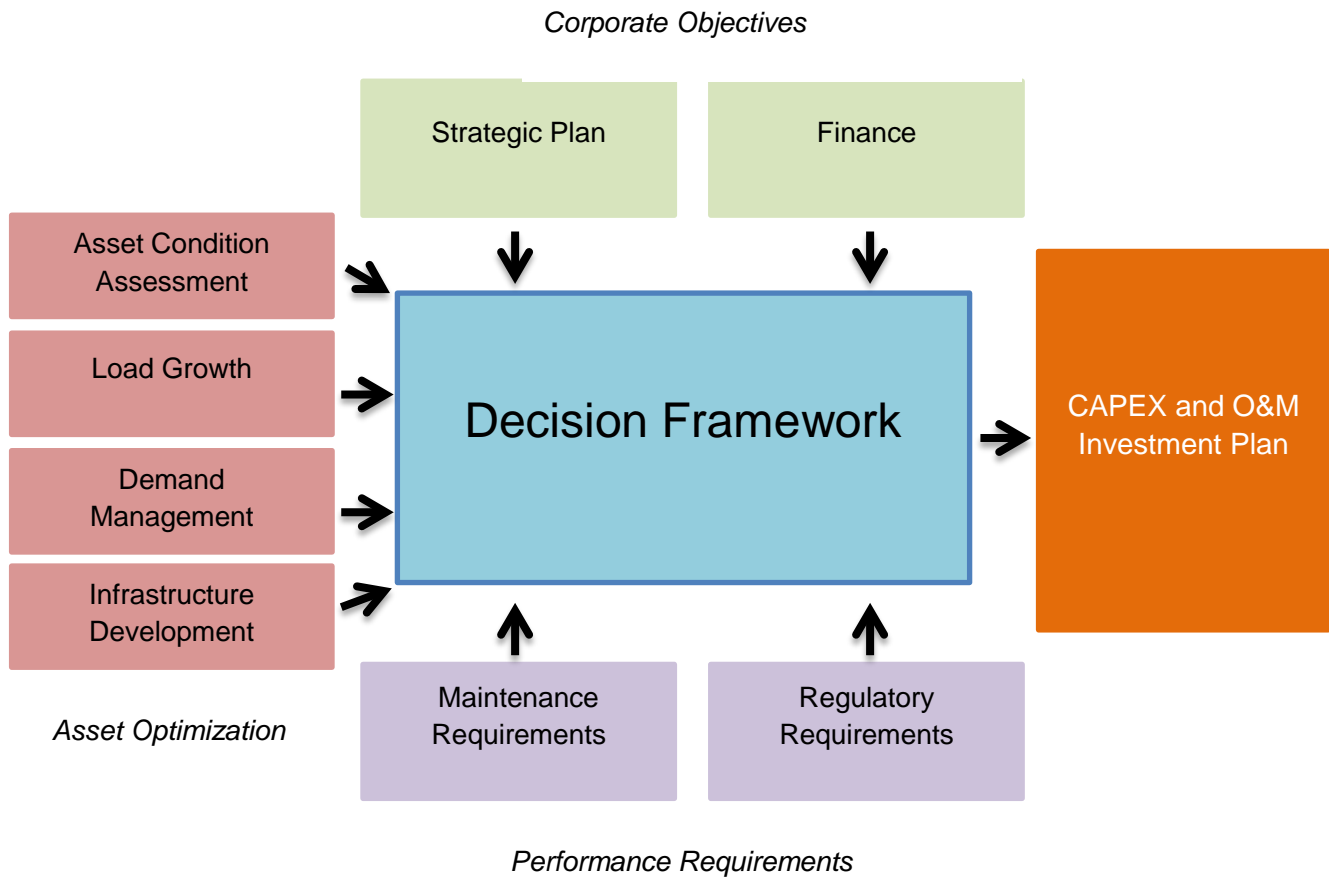 Corporate Objectives
Strategic Plan
Finance
Asset Condition
Assessment
Load Growth
Demand
Management
Infrastructure
Development
Asset Optimization
Decision Framework
CAPEX and O&M
Investment Plan
Maintenance
Requirements
Regulatory
Requirements
Performance Requirements